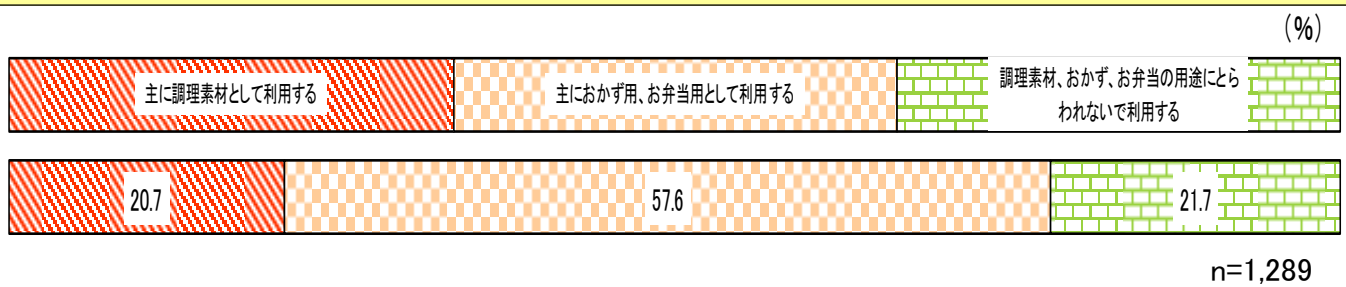 (%)
主に調理素材として利用する
主におかず用、お弁当用として利用する
調理素材、おかず、お弁当の用途にとら
われないで利用する
20.7
57.6
21.7
n=1,289